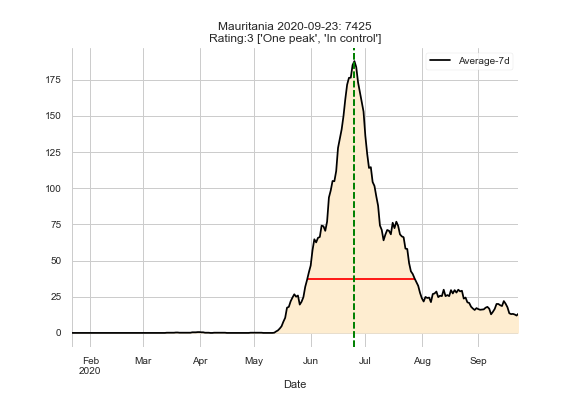 Mauritania 2020-09-23: 7425
Rating:3 ['One peak', 'In control']
Average-7d
175
150
125
100
75
50
25
0
Feb Mar Apr May Jun Jul Aug Sep
2020
Date